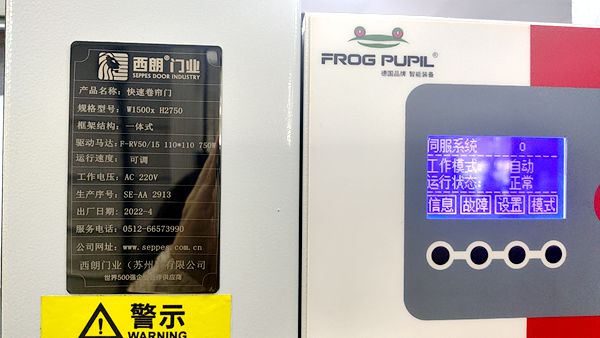 西朗®门业
SEPPES DOOR INDUSTRY
产品名称：快速卷帘门
规格型号：W1500x H2750
框架结构：一体式
驱动马达：F-RV50/15 110*110 750W
运行速度：可调
工作电压：AC 220V
生产序号：SE-AA 2913
出厂日期：2022-4
服务电话：0512-66573990
公司网址：www.seppes.com.cn
西朗门业（苏州）有限公司
世界500强企业 供应商
警示
WARNING
FROG PUPIL®
德国品牌 智能装备
伺服系统 0
工作模式：自动
运行状态：正常
信息 故障 设置 模式